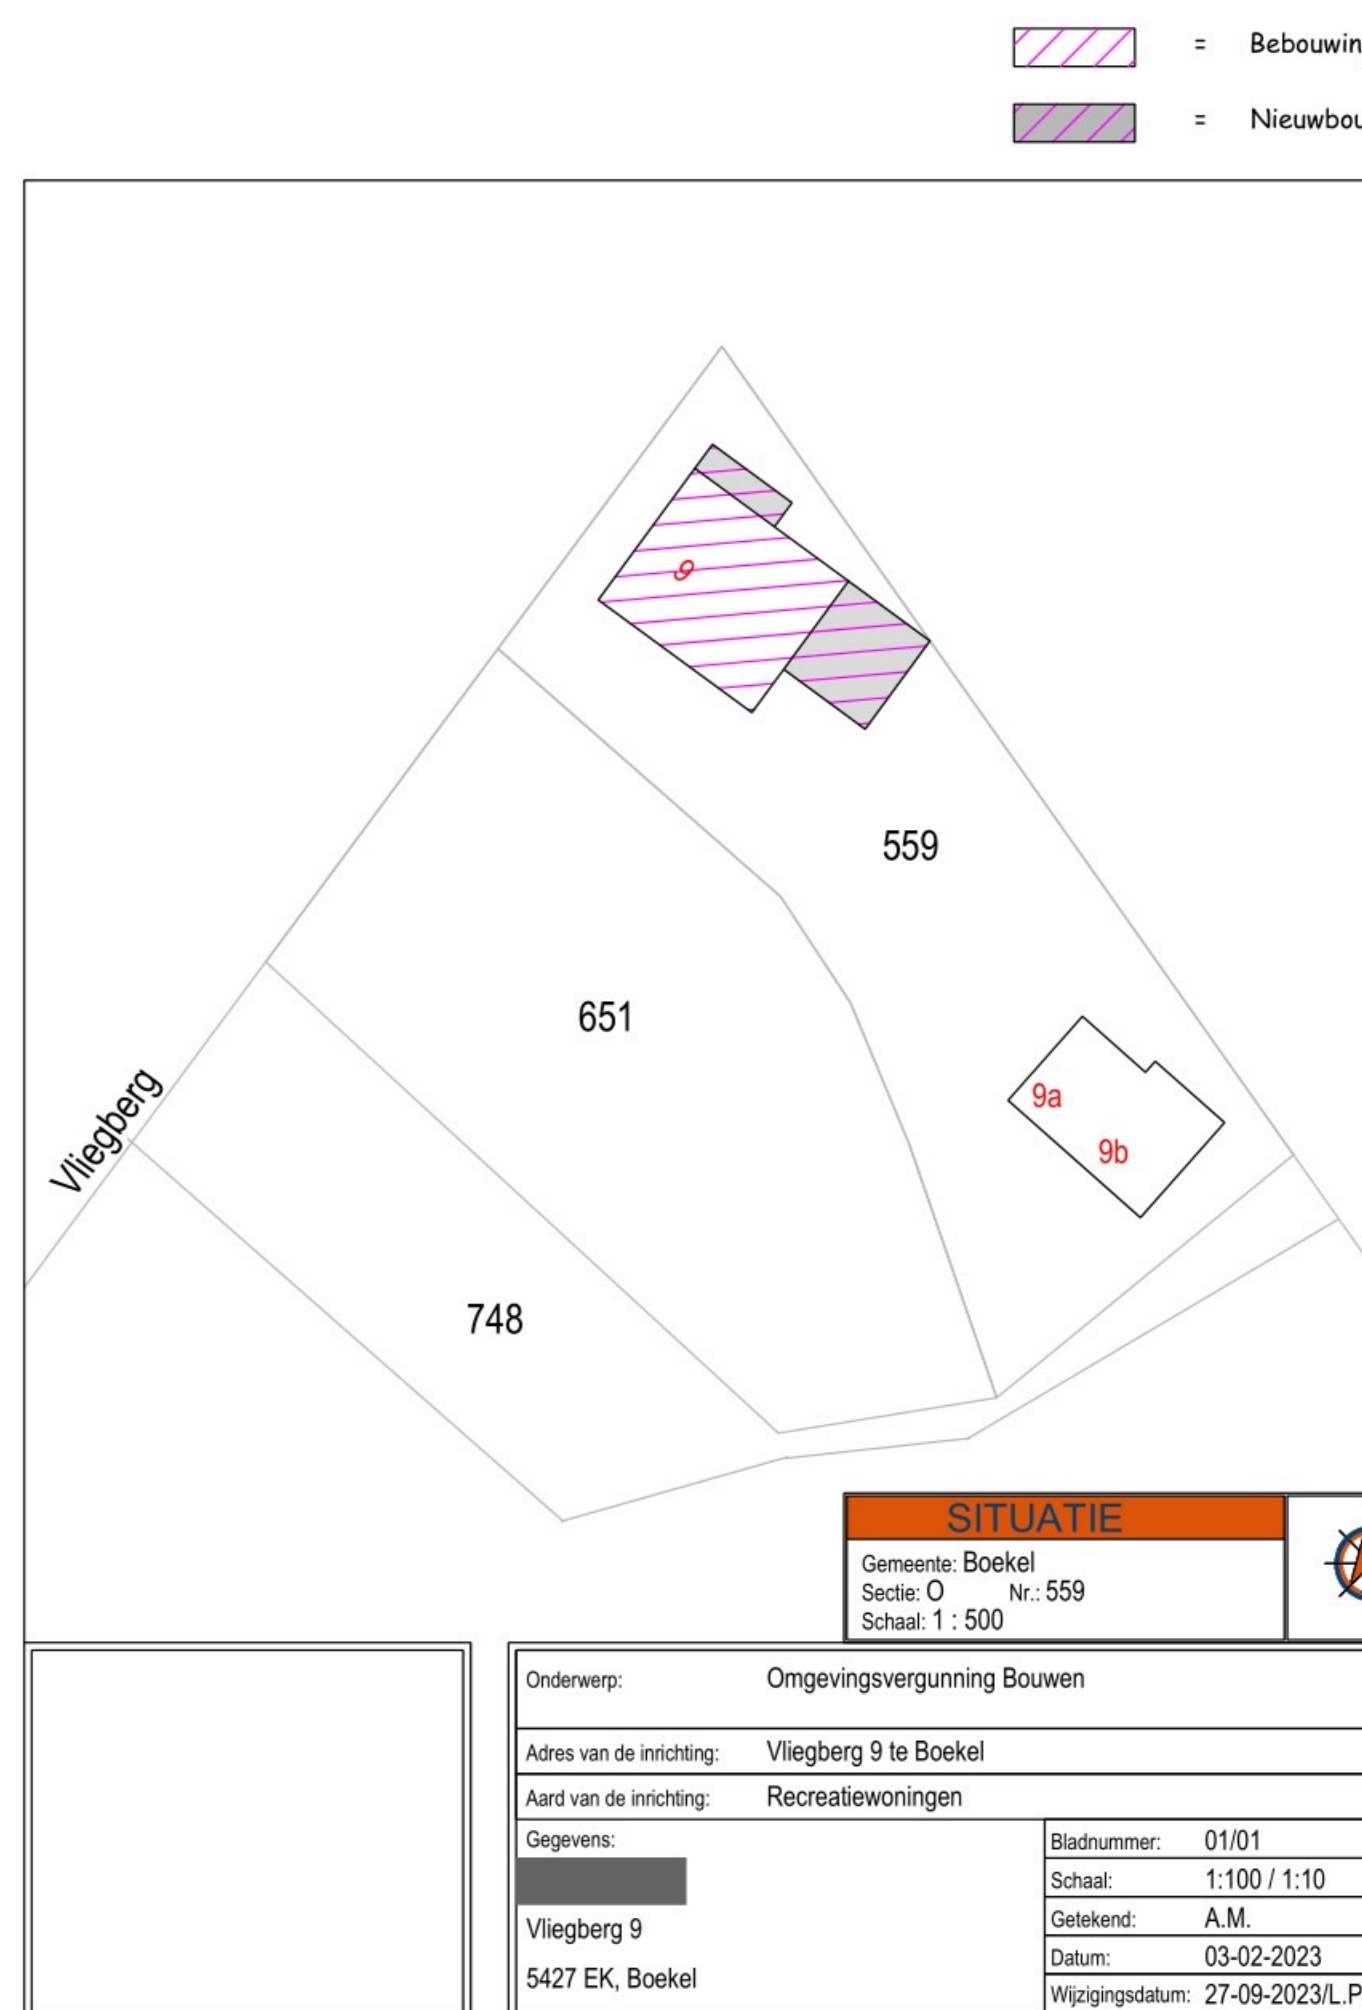 = Bebouwin
= Nieuwbou
9
559
651
9a
9b
Vliegberg
748
SITUATIE
Gemeente: Boekel
Sectie: O Nr.: 559
Schaal: 1 : 500
Onderwerp: Omgevingsvergunning Bouwen
Adres van de inrichting: Vliegberg 9 te Boekel
Aard van de inrichting: Recreatiewoningen
Gegevens:
Vliegberg 9
5427 EK, Boekel
Bladnummer: 01/01
Schaal: 1:100 / 1:10
Getekend: A.M.
Datum: 03-02-2023
Wijzigingsdatum: 27-09-2023/L.P